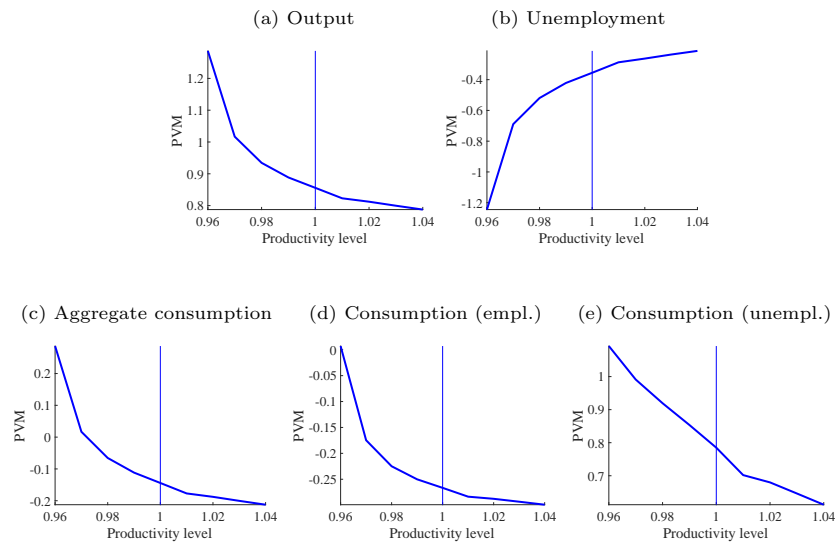 (a) Output
(b) Unemployment
PVM
1.2
1.1
1
0.9
0.8
0.96 0.98 1 1.02 1.04
Productivity level
PVM
-0.4
-0.6
-0.8
-1
-1.2
0.96 0.98 1 1.02 1.04
Productivity level
(c) Aggregate consumption
(d) Consumption (empl.)
(e) Consumption (unempl.)
PVM
0.2
0.1
0
-0.1
-0.2
0.96 0.98 1 1.02 1.04
Productivity level
PVM
0
-0.05
-0.1
-0.15
-0.2
-0.25
0.96 0.98 1 1.02 1.04
Productivity level
PVM
1
0.9
0.8
0.7
0.96 0.98 1 1.02 1.04
Productivity level